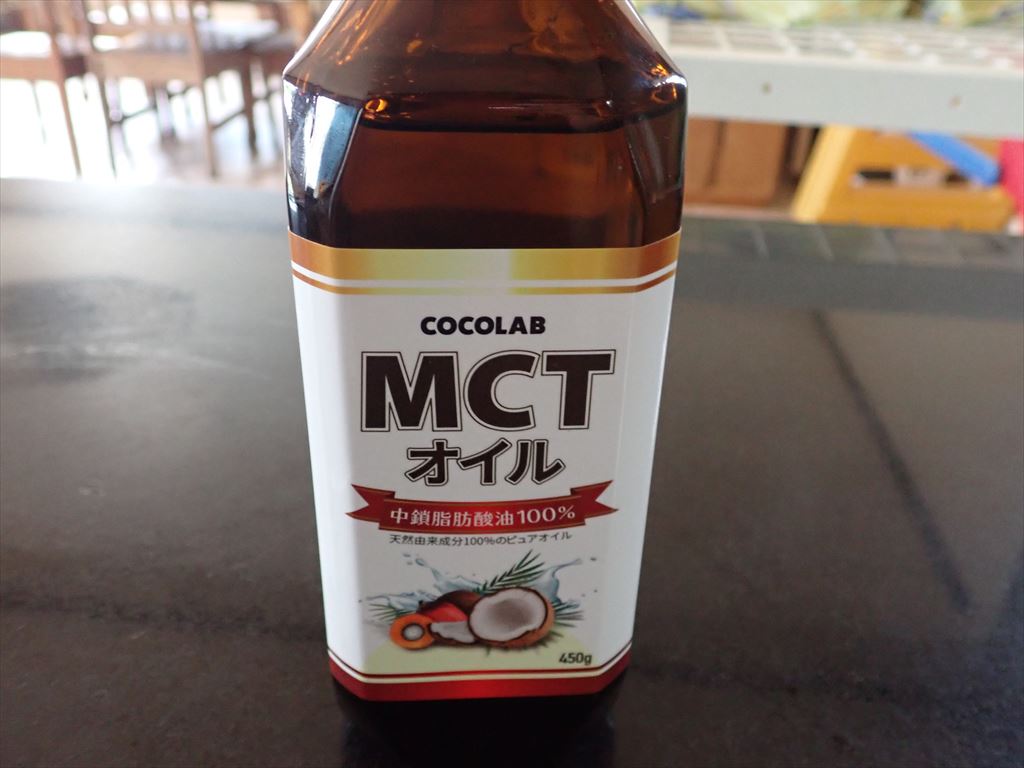 COCOLAB
MCT
オイル
中鎖脂肪酸油100%
天然由来成分100%のピュアオイル
450g